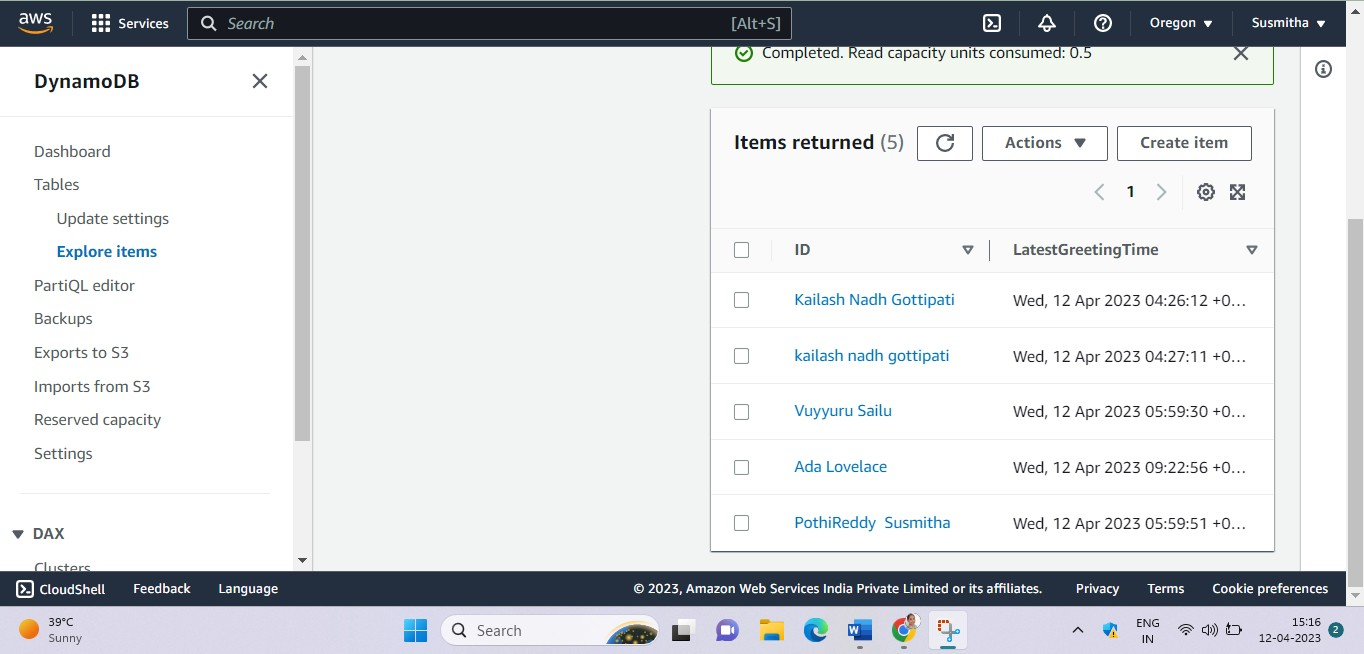 aws
Services
Search
[Alt+S]
Oregon ▼
Susmitha ▼
DynamoDB
Dashboard
Tables
Update settings
Explore items
PartiQL editor
Backups
Exports to S3
Imports from S3
Reserved capacity
Settings
DAX
Clusters
Completed. Read capacity units consumed: 0.5
Items returned (5)
Actions ▼
Create item
1
ID
LatestGreetingTime
Kailash Nadh Gottipati
Wed, 12 Apr 2023 04:26:12 +0…
kailash nadh gottipati
Wed, 12 Apr 2023 04:27:11 +0…
Vuyyuru Sailu
Wed, 12 Apr 2023 05:59:30 +0…
Ada Lovelace
Wed, 12 Apr 2023 09:22:56 +0…
PothiReddy  Susmitha
Wed, 12 Apr 2023 05:59:51 +0…
CloudShell
Feedback
Language
© 2023, Amazon Web Services India Private Limited or its affiliates.
Privacy
Terms
Cookie preferences
39°C
Sunny
Search
ENG
IN
15:16
12-04-2023
2